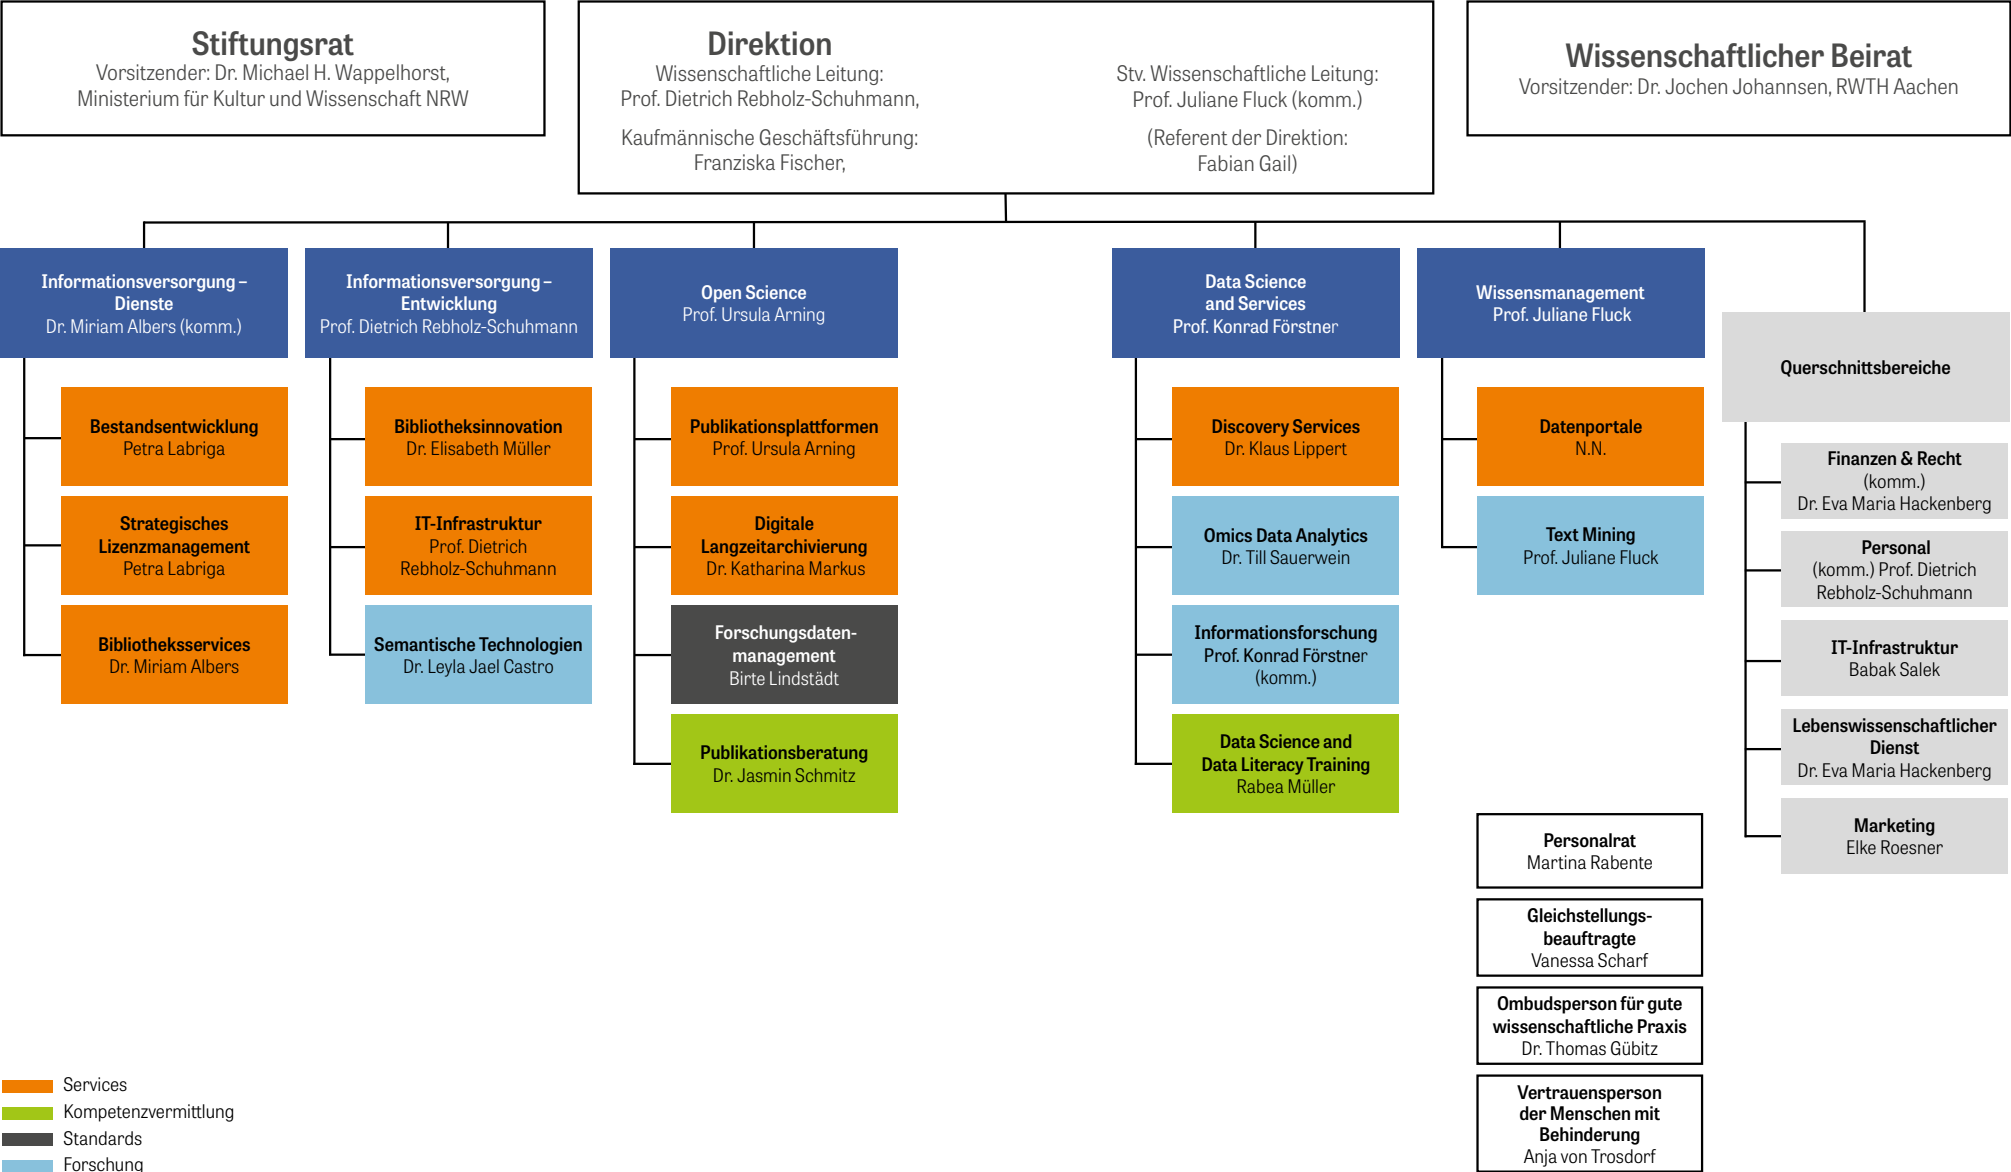 Stiftungsrat
Vorsitzender: Dr. Michael H. Wappelhorst,
Ministerium für Kultur und Wissenschaft NRW
Direktion
Wissenschaftliche Leitung:
Prof. Dietrich Rebholz-Schuhmann,
Kaufmännische Geschäftsführung:
Franziska Fischer,
Stv. Wissenschaftliche Leitung:
Prof. Juliane Fluck (komm.)
(Referent der Direktion:
Fabian Gail)
Wissenschaftlicher Beirat
Vorsitzender: Dr. Jochen Johannsen, RWTH Aachen
Informationsversorgung –
Dienste
Dr. Miriam Albers (komm.)
Bestandsentwicklung
Petra Labriga
Strategisches
Lizenzmanagement
Petra Labriga
Bibliotheksservices
Dr. Miriam Albers
Informationsversorgung –
Entwicklung
Prof. Dietrich Rebholz-Schuhmann
Bibliotheksinnovation
Dr. Elisabeth Müller
IT-Infrastruktur
Prof. Dietrich
Rebholz-Schuhmann
Semantische Technologien
Dr. Leyla Jael Castro
Open Science
Prof. Ursula Arning
Publikationsplattformen
Prof. Ursula Arning
Digitale
Langzeitarchivierung
Dr. Katharina Markus
Forschungsdaten-
management
Birte Lindstädt
Publikationsberatung
Dr. Jasmin Schmitz
Data Science
and Services
Prof. Konrad Förstner
Discovery Services
Dr. Klaus Lippert
Omics Data Analytics
Dr. Till Sauerwein
Informationsforschung
Prof. Konrad Förstner
(komm.)
Data Science and
Data Literacy Training
Rabea Müller
Wissensmanagement
Prof. Juliane Fluck
Datenportale
N.N.
Text Mining
Prof. Juliane Fluck
Querschnittsbereiche
Finanzen & Recht
(komm.)
Dr. Eva Maria Hackenberg
Personal
(komm.) Prof. Dietrich
Rebholz-Schuhmann
IT-Infrastruktur
Babak Salek
Lebenswissenschaftlicher
Dienst
Dr. Eva Maria Hackenberg
Marketing
Elke Roesner
Personalrat
Martina Rabente
Gleichstellungs-
beauftragte
Vanessa Scharf
Ombudsperson für gute
wissenschaftliche Praxis
Dr. Thomas Gübitz
Vertrauensperson
der Menschen mit
Behinderung
Anja von Trosdorf
Services
Kompetenzvermittlung
Standards
Forschung